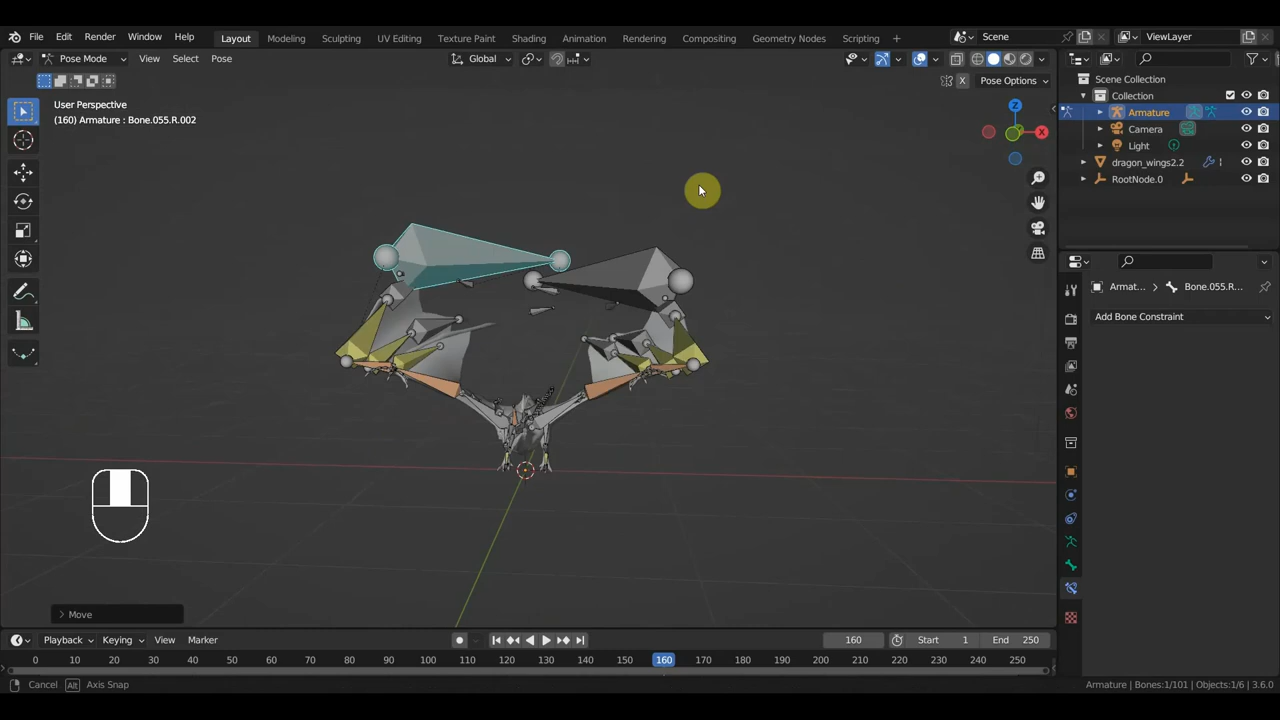 File Edit Render Window Help Layout Modeling Sculpting UV Editing Texture Paint Shading Animation Rendering Compositing Geometry Nodes Scripting + Scene ViewLayer
Pose Mode View Select Pose Global
X Pose Options
User Perspective
(160) Armature : Bone.055.R.002
Z
X
Scene Collection
Collection
Armature
Camera
Light
dragon_wings2.2 1
RootNode.0
Armat... > Bone.055.R...
Add Bone Constraint
> Move
Playback Keying View Marker 160 Start 1 End 250
0 10 20 30 40 50 60 70 80 90 100 110 120 130 140 150 160 170 180 190 200 210 220 230 240 250
Cancel Alt Axis Snap Armature | Bones:1/101 | Objects:1/6 | 3.6.0